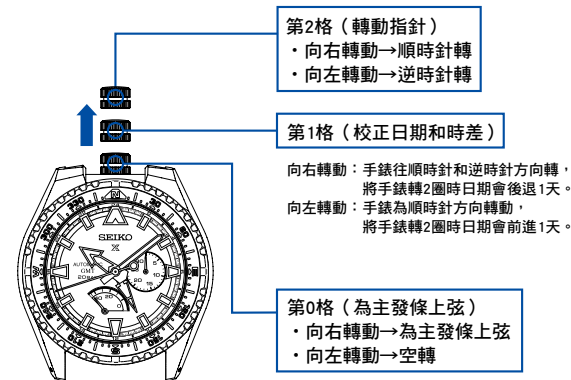 第2格（轉動指針）
・向右轉動→順時針轉
・向左轉動→逆時針轉
第1格（校正日期和時差）
向右轉動：手錶往順時針和逆時針方向轉，
將手錶轉2圈時日期會後退1天。
向左轉動：手錶為順時針方向轉動，
將手錶轉2圈時日期會前進1天。
SEIKO
GMT
第0格（為主發條上弦）
・向右轉動→為主發條上弦
・向左轉動→空轉